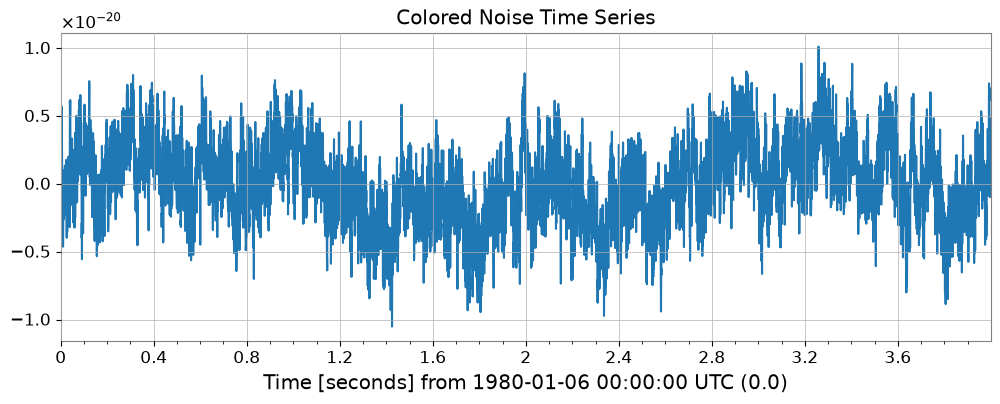 Colored Noise Time Series
×10⁻²⁰
1.0
0.5
0.0
−0.5
−1.0
0 0.4 0.8 1.2 1.6 2 2.4 2.8 3.2 3.6
Time [seconds] from 1980-01-06 00:00:00 UTC (0.0)